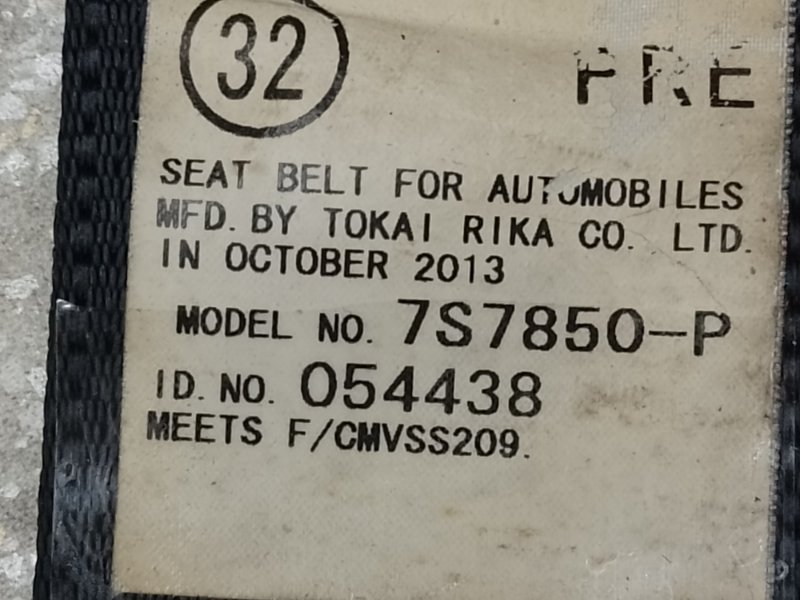 32 PRE
SEAT BELT FOR AUTOMOBILES
MFD. BY TOKAI RIKA CO. LTD.
IN OCTOBER 2013
MODEL NO. 7S7850-P
ID. NO. 054438
MEETS F/CMVSS209.